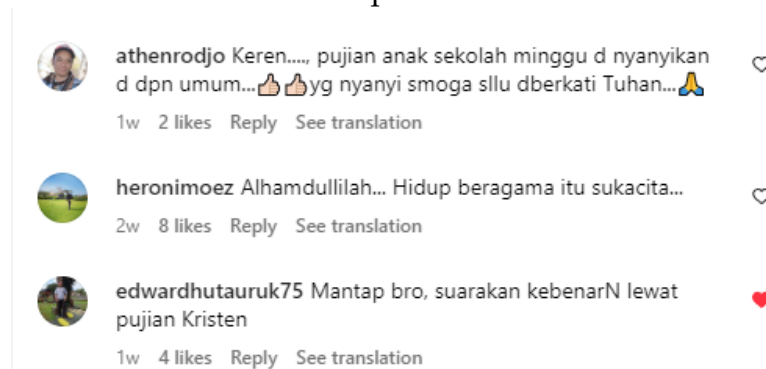 athenrodjo Keren...., pujian anak sekolah minggu d nyanyikan
d dpn umum...👍🏻👍🏻yg nyanyi smoga sllu dberkati Tuhan...🙏
1w 2 likes Reply See translation
heronimoez Alhamdullilah... Hidup beragama itu sukacita...
2w 8 likes Reply See translation
edwardhutauruk75 Mantap bro, suarakan kebenarN lewat
pujian Kristen
1w 4 likes Reply See translation